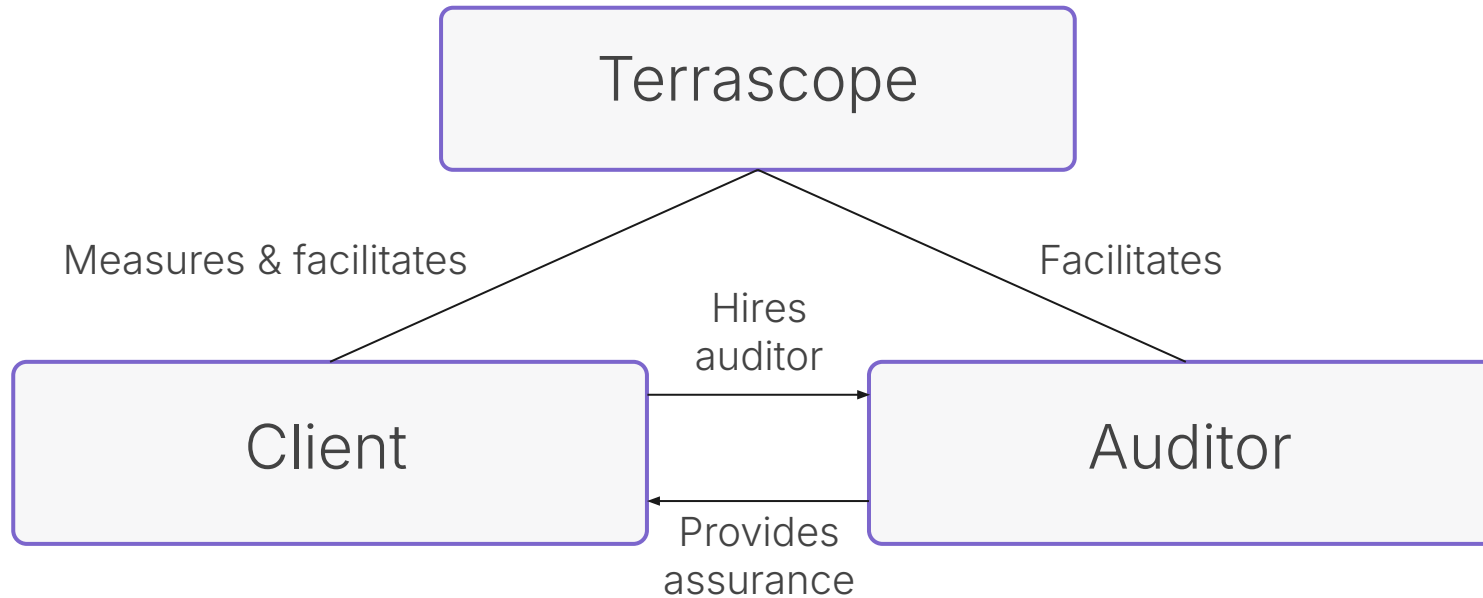 Terrascope
Measures & facilitates
Facilitates
Hires
auditor
Client
Auditor
Provides
assurance